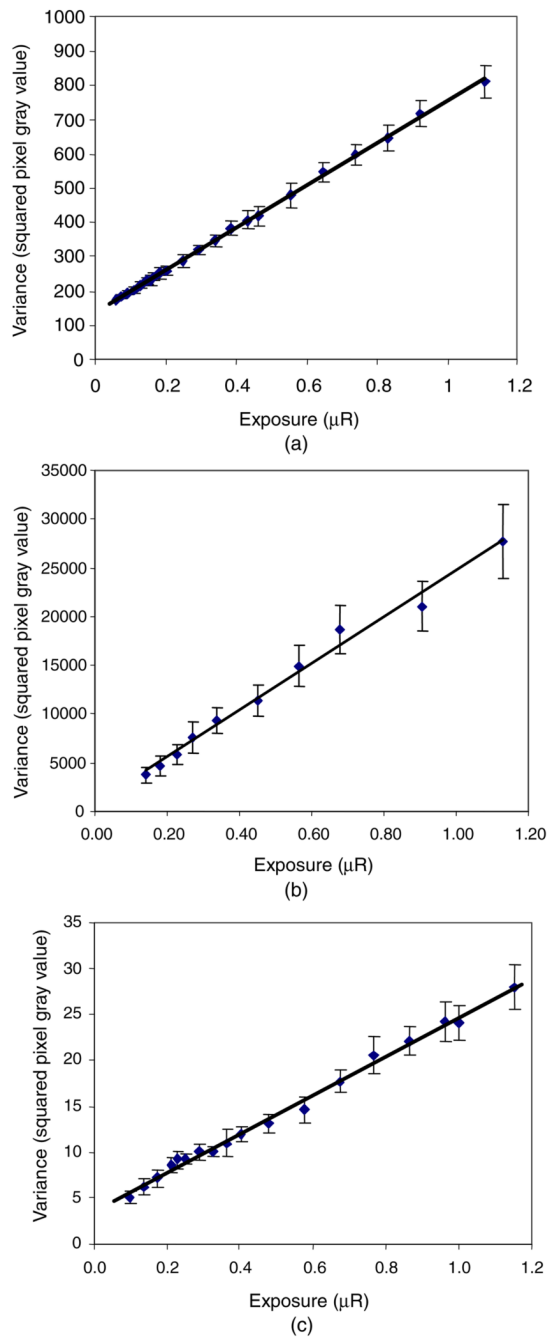 1000
900
800
700
600
500
400
300
200
100
0
Variance (squared pixel gray value)
0 0.2 0.4 0.6 0.8 1 1.2
Exposure (μR)
(a)
35000
30000
25000
20000
15000
10000
5000
0
Variance (squared pixel gray value)
0.00 0.20 0.40 0.60 0.80 1.00 1.20
Exposure (μR)
(b)
35
30
25
20
15
10
5
0
Variance (squared pixel gray value)
0.0 0.2 0.4 0.6 0.8 1.0 1.2
Exposure (μR)
(c)